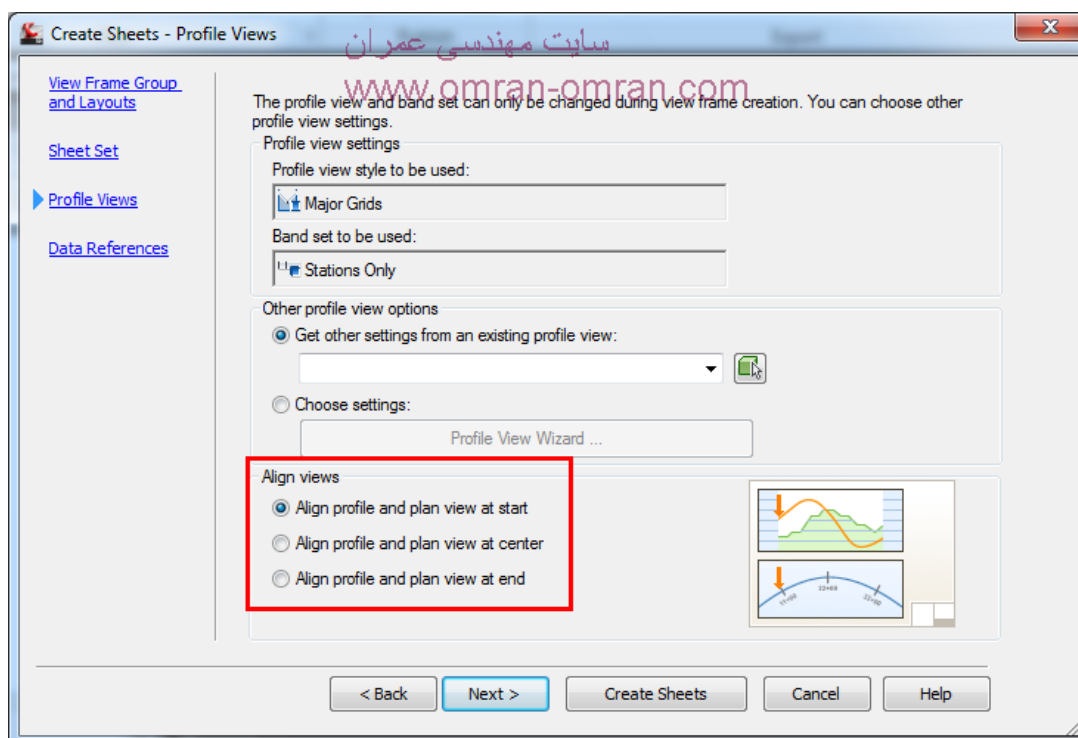 Create Sheets - Profile Views
سایت مهندسی عمران
www.omran-omran.com
View Frame Group
and Layouts
Sheet Set
Profile Views
Data References
The profile view and band set can only be changed during view frame creation. You can choose other
profile view settings.
Profile view settings
Profile view style to be used:
Major Grids
Band set to be used:
Stations Only
Other profile view options
Get other settings from an existing profile view:
Choose settings:
Profile View Wizard ...
Align views
Align profile and plan view at start
Align profile and plan view at center
Align profile and plan view at end
< Back
Next >
Create Sheets
Cancel
Help